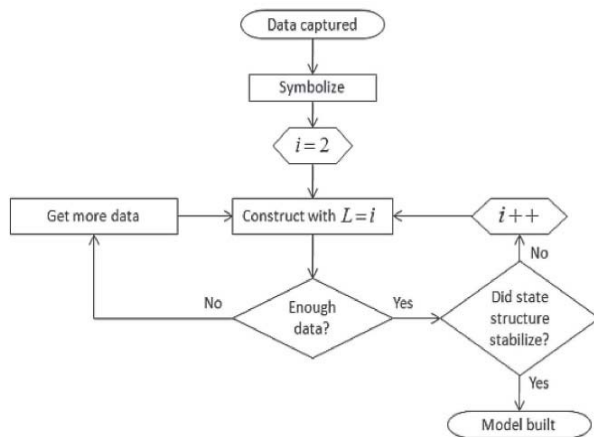 Data captured
Symbolize
i = 2
Get more data
Construct with L = i
i ++
No
No
Enough
data?
Yes
Did state
structure
stabilize?
Yes
Model built